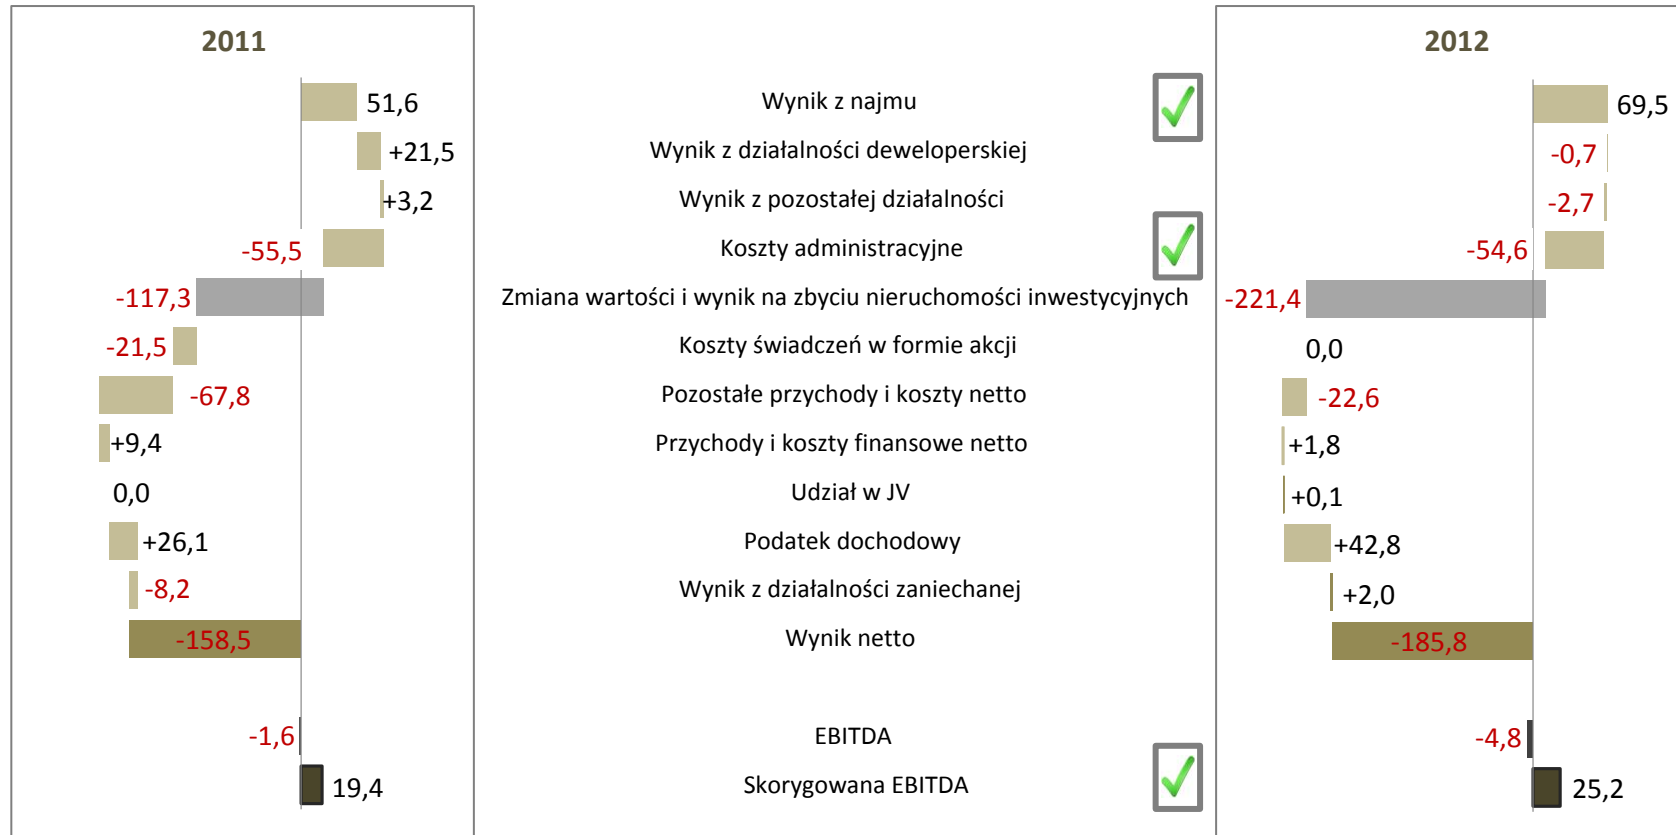 2011
2012
51,6
Wynik z najmu
69,5
+21,5
Wynik z działalności deweloperskiej
-0,7
+3,2
Wynik z pozostałej działalności
-2,7
-55,5
Koszty administracyjne
-54,6
-117,3
Zmiana wartości i wynik na zbyciu nieruchomości inwestycyjnych
-221,4
-21,5
Koszty świadczeń w formie akcji
0,0
-67,8
Pozostałe przychody i koszty netto
-22,6
+9,4
Przychody i koszty finansowe netto
+1,8
0,0
Udział w JV
+0,1
+26,1
Podatek dochodowy
+42,8
-8,2
Wynik z działalności zaniechanej
+2,0
-158,5
Wynik netto
-185,8
-1,6
EBITDA
-4,8
19,4
Skorygowana EBITDA
25,2